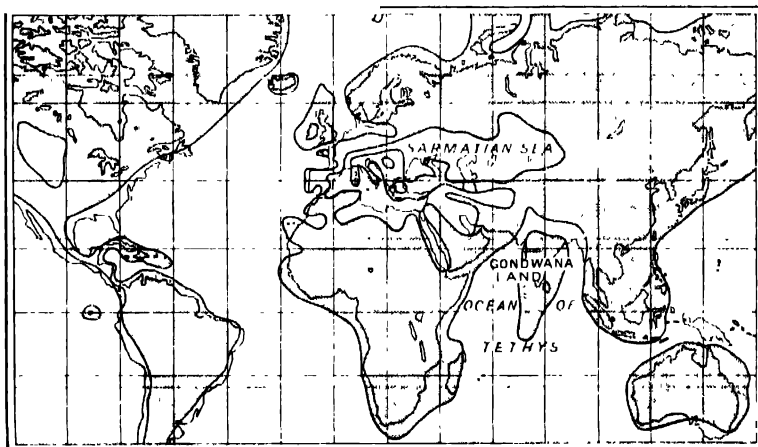 SARMATIAN SEA
GONDWANA
LAND
OCEAN OF
TETHYS